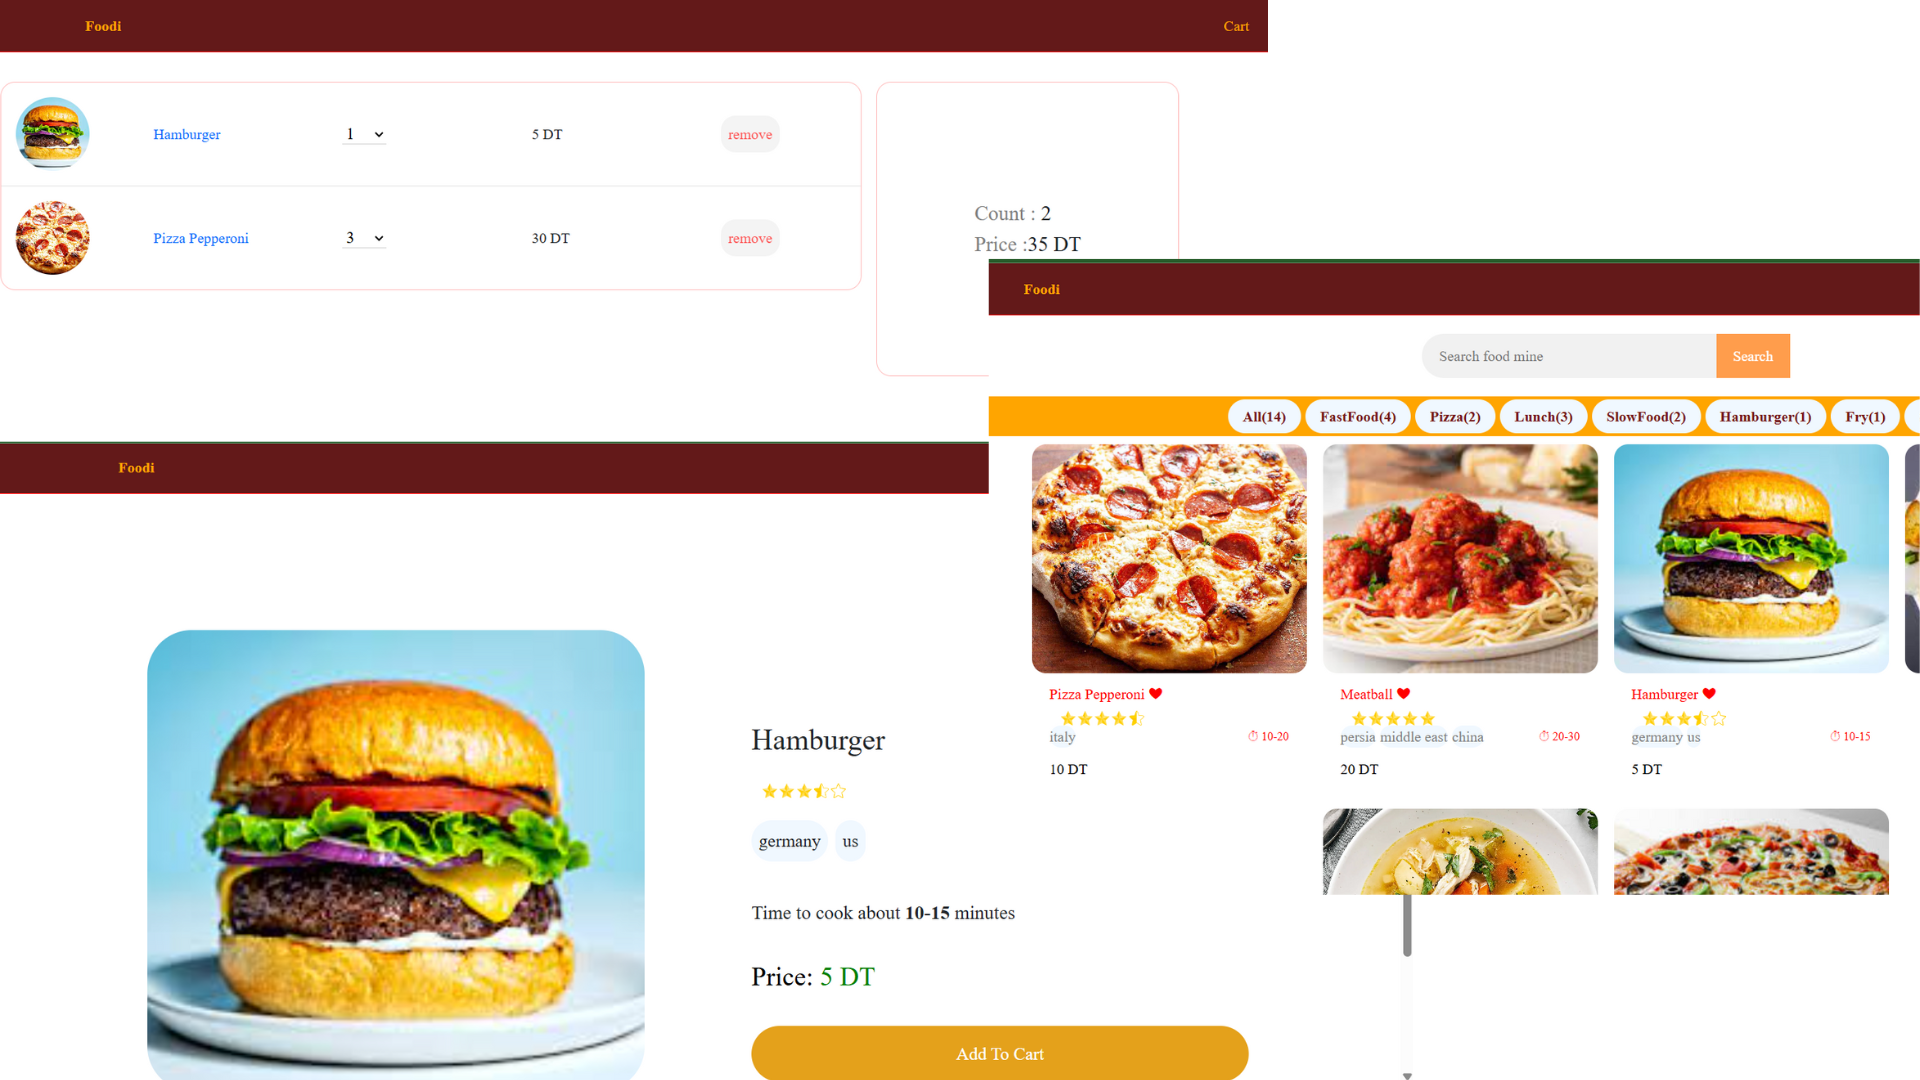 Foodi
Cart
Hamburger 1 5 DT remove
Pizza Pepperoni 3 30 DT remove
Count : 2
Price :35 DT
Foodi
Search food mine Search
All(14) FastFood(4) Pizza(2) Lunch(3) SlowFood(2) Hamburger(1) Fry(1)
Pizza Pepperoni
italy 10-20
10 DT
Meatball
persia middle east china 20-30
20 DT
Hamburger
germany us 10-15
5 DT
Foodi
Hamburger
germany us
Time to cook about 10-15 minutes
Price: 5 DT
Add To Cart